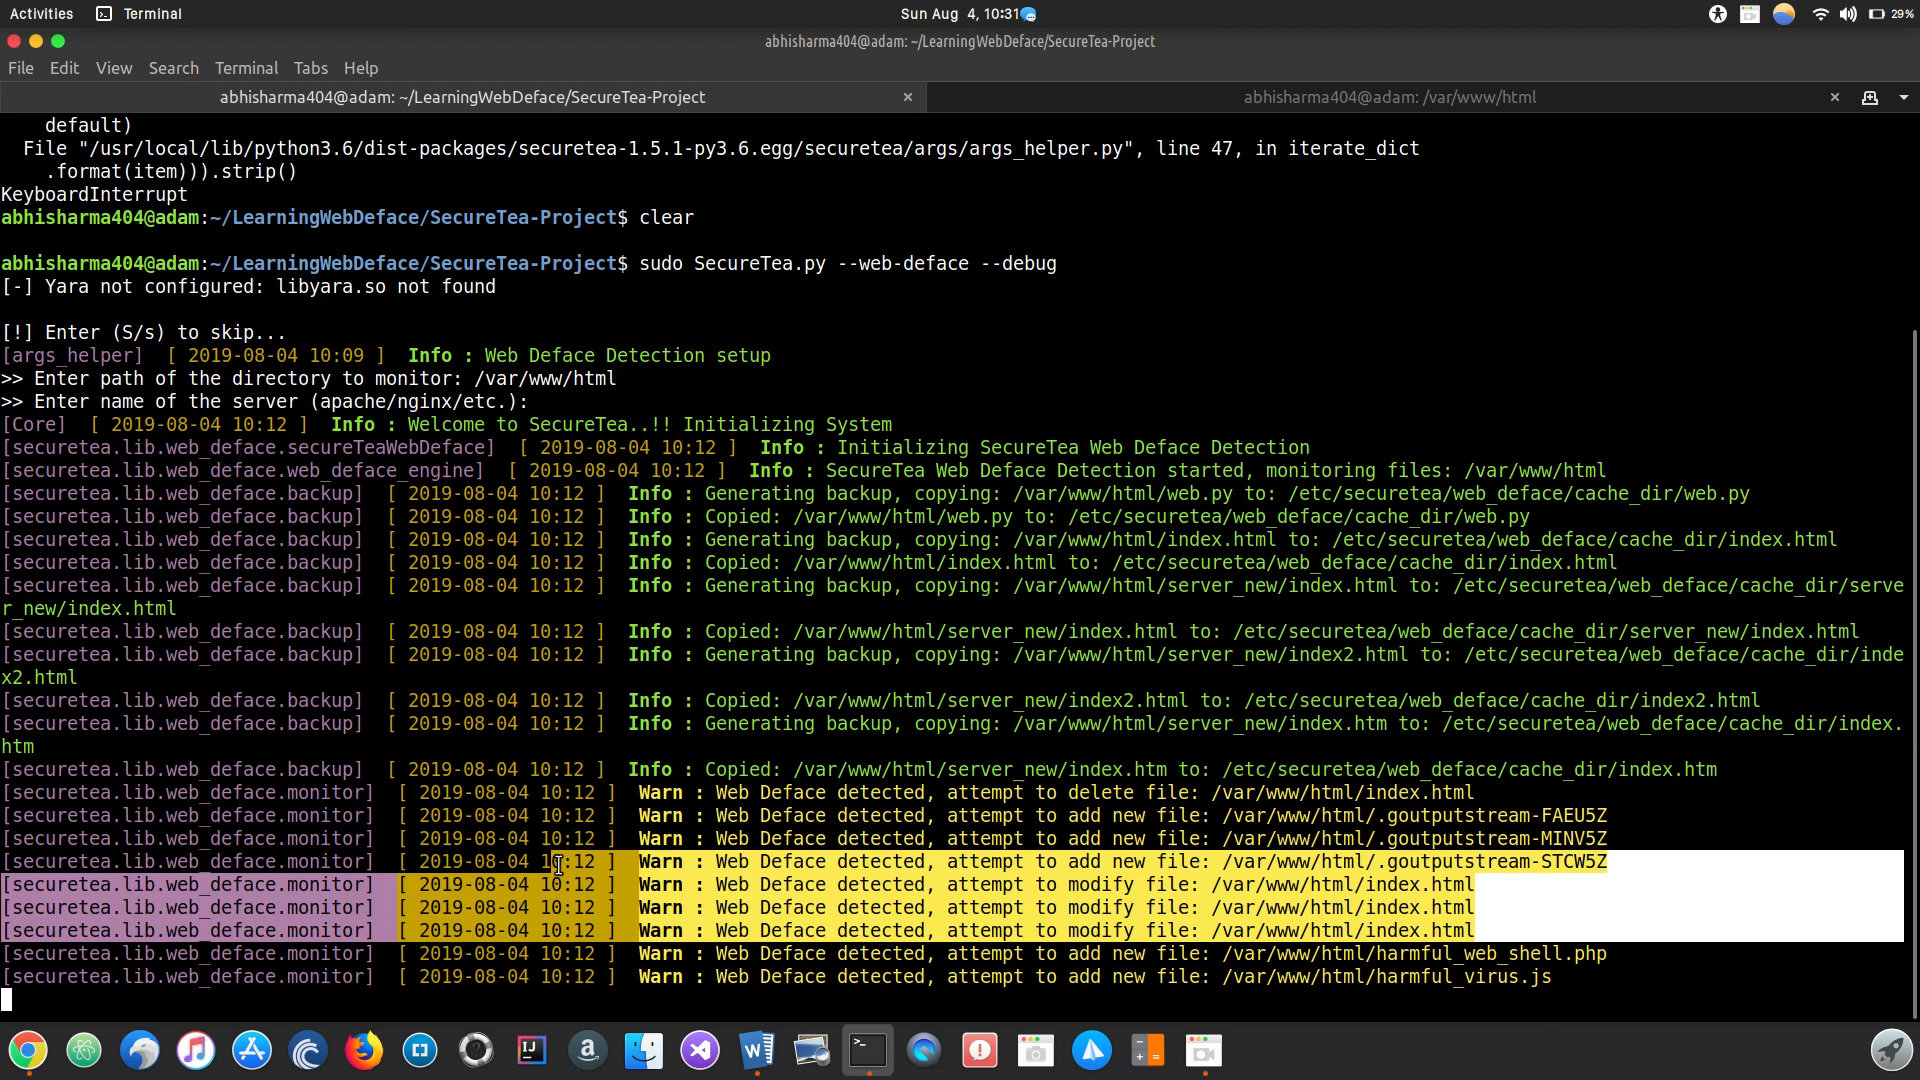 Activities Terminal Sun Aug 4, 10:31 29%
abhisharma404@adam: ~/LearningWebDeface/SecureTea-Project
File Edit View Search Terminal Tabs Help
abhisharma404@adam: ~/LearningWebDeface/SecureTea-Project × abhisharma404@adam: /var/www/html ×
default)
File "/usr/local/lib/python3.6/dist-packages/securetea-1.5.1-py3.6.egg/securetea/args/args_helper.py", line 47, in iterate_dict
.format(item))).strip()
KeyboardInterrupt
abhisharma404@adam:~/LearningWebDeface/SecureTea-Project$ clear
abhisharma404@adam:~/LearningWebDeface/SecureTea-Project$ sudo SecureTea.py --web-deface --debug
[-] Yara not configured: libyara.so not found
[!] Enter (S/s) to skip...
[args_helper] [ 2019-08-04 10:09 ] Info : Web Deface Detection setup
>> Enter path of the directory to monitor: /var/www/html
>> Enter name of the server (apache/nginx/etc.):
[Core] [ 2019-08-04 10:12 ] Info : Welcome to SecureTea..!! Initializing System
[securetea.lib.web_deface.secureTeaWebDeface] [ 2019-08-04 10:12 ] Info : Initializing SecureTea Web Deface Detection
[securetea.lib.web_deface.web_deface_engine] [ 2019-08-04 10:12 ] Info : SecureTea Web Deface Detection started, monitoring files: /var/www/html
[securetea.lib.web_deface.backup] [ 2019-08-04 10:12 ] Info : Generating backup, copying: /var/www/html/web.py to: /etc/securetea/web_deface/cache_dir/web.py
[securetea.lib.web_deface.backup] [ 2019-08-04 10:12 ] Info : Copied: /var/www/html/web.py to: /etc/securetea/web_deface/cache_dir/web.py
[securetea.lib.web_deface.backup] [ 2019-08-04 10:12 ] Info : Generating backup, copying: /var/www/html/index.html to: /etc/securetea/web_deface/cache_dir/index.html
[securetea.lib.web_deface.backup] [ 2019-08-04 10:12 ] Info : Copied: /var/www/html/index.html to: /etc/securetea/web_deface/cache_dir/index.html
[securetea.lib.web_deface.backup] [ 2019-08-04 10:12 ] Info : Generating backup, copying: /var/www/html/server_new/index.html to: /etc/securetea/web_deface/cache_dir/serve
r_new/index.html
[securetea.lib.web_deface.backup] [ 2019-08-04 10:12 ] Info : Copied: /var/www/html/server_new/index.html to: /etc/securetea/web_deface/cache_dir/server_new/index.html
[securetea.lib.web_deface.backup] [ 2019-08-04 10:12 ] Info : Generating backup, copying: /var/www/html/server_new/index2.html to: /etc/securetea/web_deface/cache_dir/inde
x2.html
[securetea.lib.web_deface.backup] [ 2019-08-04 10:12 ] Info : Copied: /var/www/html/server_new/index2.html to: /etc/securetea/web_deface/cache_dir/index2.html
[securetea.lib.web_deface.backup] [ 2019-08-04 10:12 ] Info : Generating backup, copying: /var/www/html/server_new/index.htm to: /etc/securetea/web_deface/cache_dir/index.
htm
[securetea.lib.web_deface.backup] [ 2019-08-04 10:12 ] Info : Copied: /var/www/html/server_new/index.htm to: /etc/securetea/web_deface/cache_dir/index.htm
[securetea.lib.web_deface.monitor] [ 2019-08-04 10:12 ] Warn : Web Deface detected, attempt to delete file: /var/www/html/index.html
[securetea.lib.web_deface.monitor] [ 2019-08-04 10:12 ] Warn : Web Deface detected, attempt to add new file: /var/www/html/.goutputstream-FAEU5Z
[securetea.lib.web_deface.monitor] [ 2019-08-04 10:12 ] Warn : Web Deface detected, attempt to add new file: /var/www/html/.goutputstream-MINV5Z
[securetea.lib.web_deface.monitor] [ 2019-08-04 10:12 ] Warn : Web Deface detected, attempt to add new file: /var/www/html/.goutputstream-STCW5Z
[securetea.lib.web_deface.monitor] [ 2019-08-04 10:12 ] Warn : Web Deface detected, attempt to modify file: /var/www/html/index.html
[securetea.lib.web_deface.monitor] [ 2019-08-04 10:12 ] Warn : Web Deface detected, attempt to modify file: /var/www/html/index.html
[securetea.lib.web_deface.monitor] [ 2019-08-04 10:12 ] Warn : Web Deface detected, attempt to modify file: /var/www/html/index.html
[securetea.lib.web_deface.monitor] [ 2019-08-04 10:12 ] Warn : Web Deface detected, attempt to add new file: /var/www/html/harmful_web_shell.php
[securetea.lib.web_deface.monitor] [ 2019-08-04 10:12 ] Warn : Web Deface detected, attempt to add new file: /var/www/html/harmful_virus.js